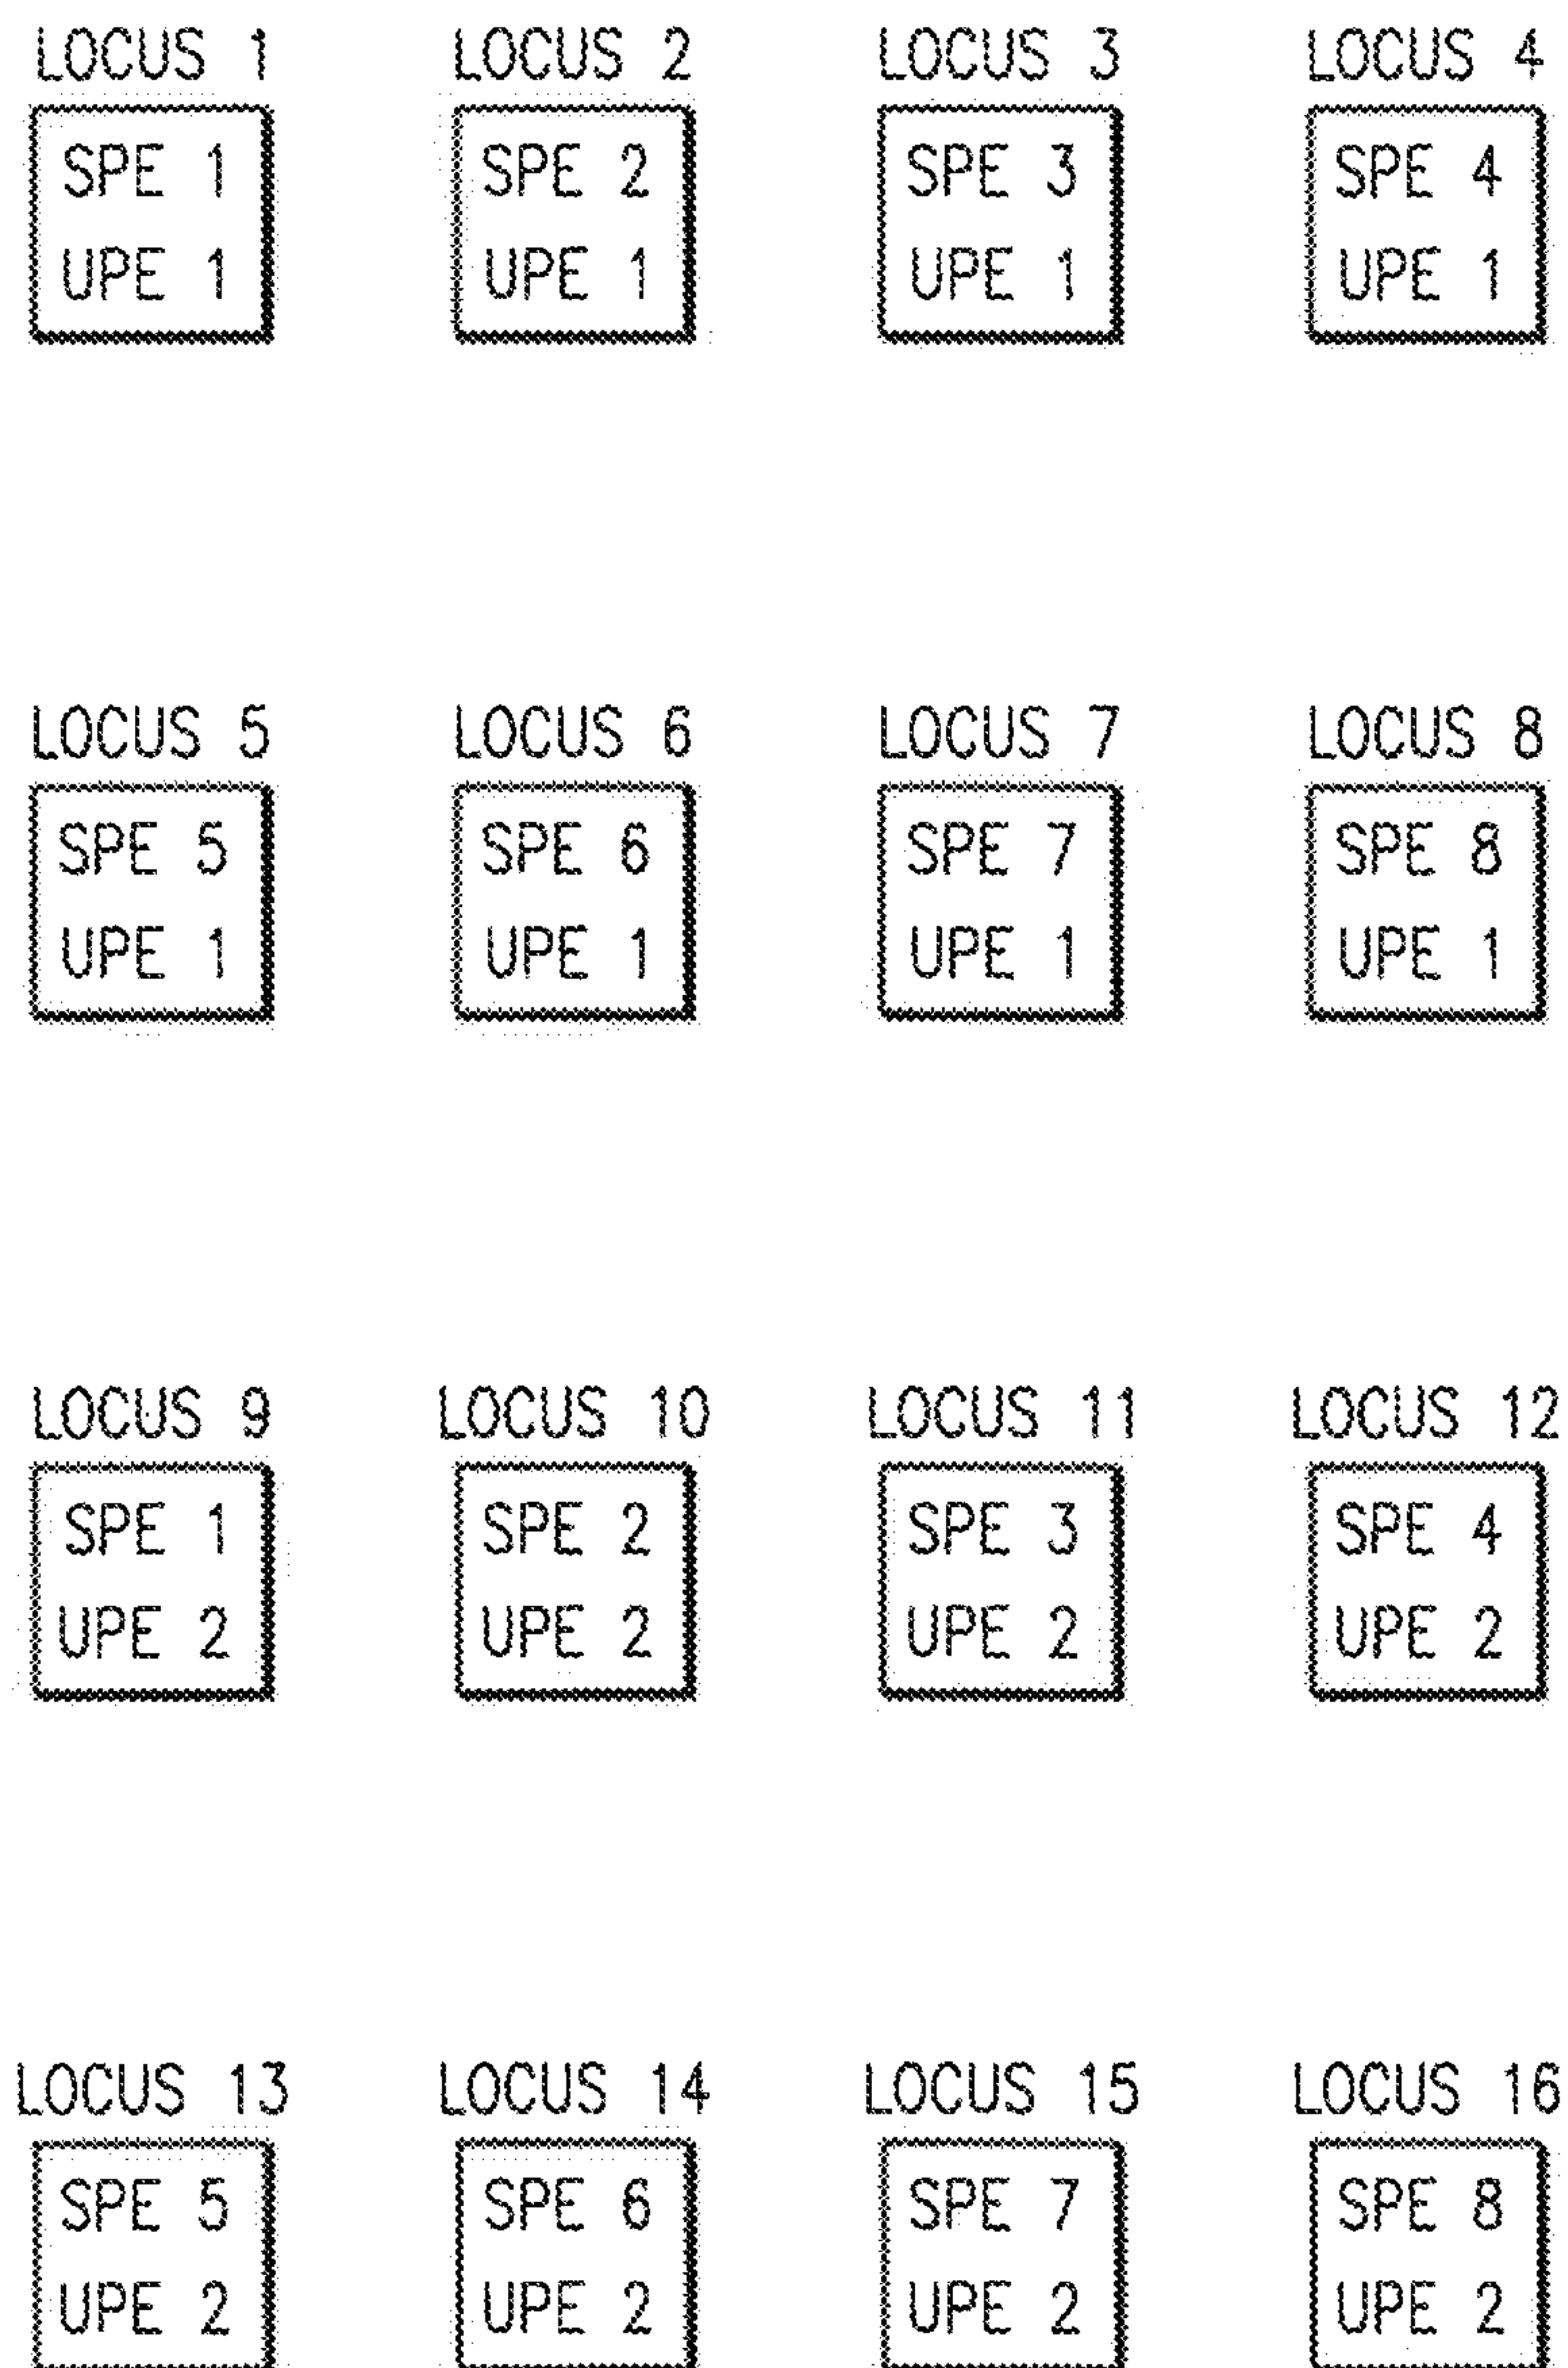 LOCUS 1 LOCUS 2 LOCUS 3 LOCUS 4
SPE 1 SPE 2 SPE 3 SPE 4
UPE 1 UPE 1 UPE 1 UPE 1
LOCUS 5 LOCUS 6 LOCUS 7 LOCUS 8
SPE 5 SPE 6 SPE 7 SPE 8
UPE 1 UPE 1 UPE 1 UPE 1
LOCUS 9 LOCUS 10 LOCUS 11 LOCUS 12
SPE 1 SPE 2 SPE 3 SPE 4
UPE 2 UPE 2 UPE 2 UPE 2
LOCUS 13 LOCUS 14 LOCUS 15 LOCUS 16
SPE 5 SPE 6 SPE 7 SPE 8
UPE 2 UPE 2 UPE 2 UPE 2